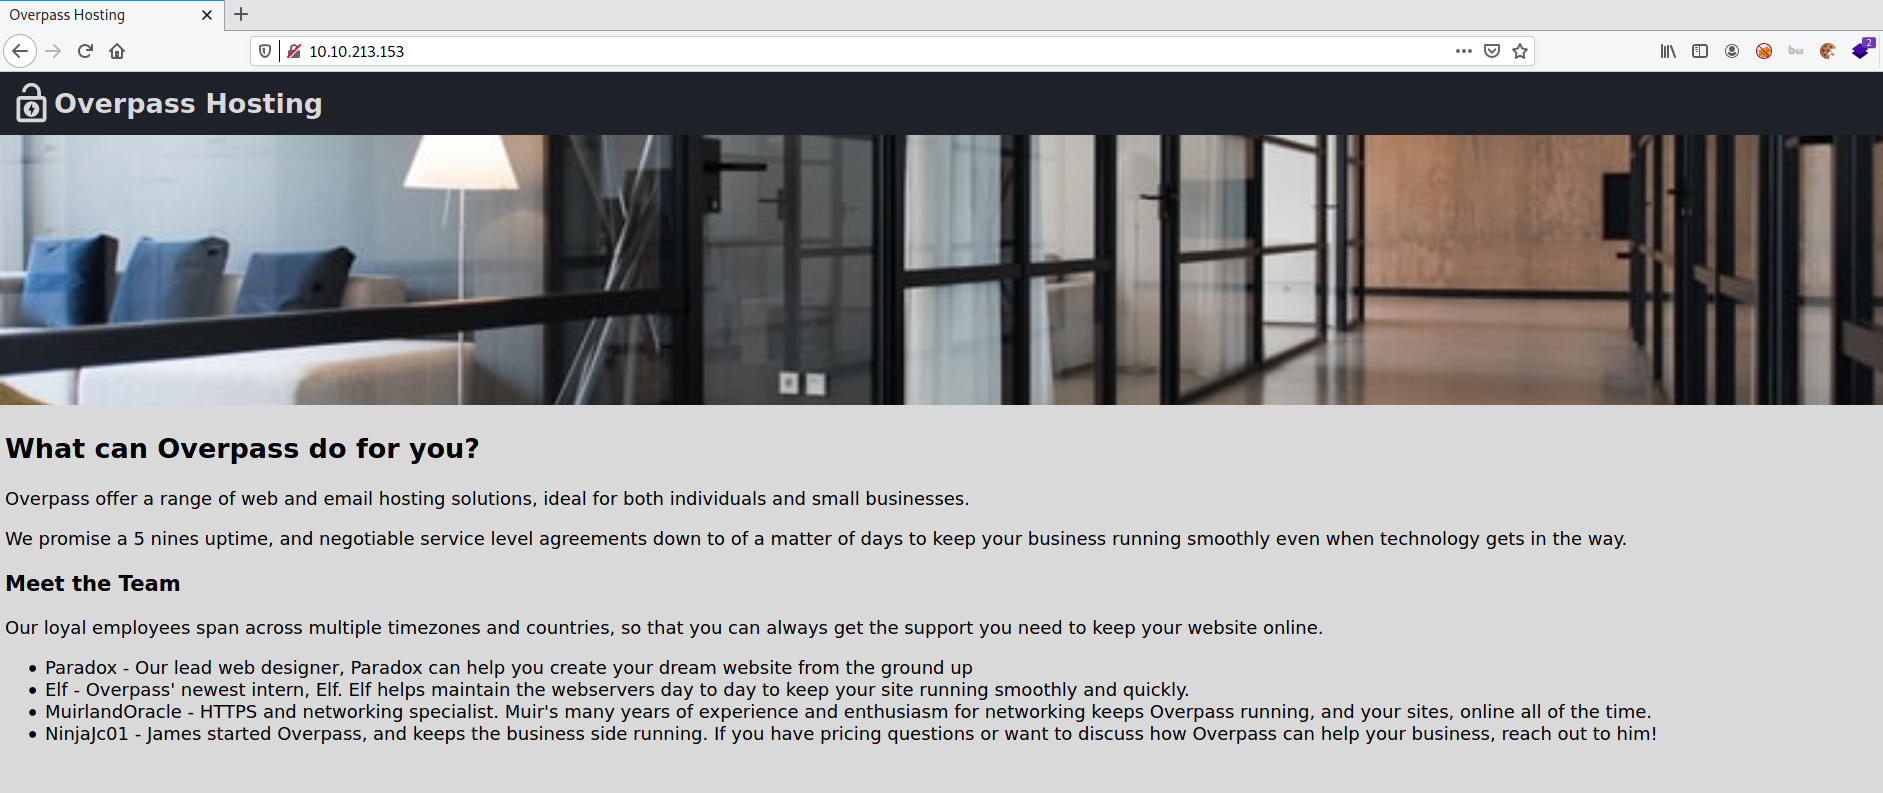 Overpass Hosting
10.10.213.153
2
Overpass Hosting
What can Overpass do for you?
Overpass offer a range of web and email hosting solutions, ideal for both individuals and small businesses.
We promise a 5 nines uptime, and negotiable service level agreements down to of a matter of days to keep your business running smoothly even when technology gets in the way.
Meet the Team
Our loyal employees span across multiple timezones and countries, so that you can always get the support you need to keep your website online.
• Paradox - Our lead web designer, Paradox can help you create your dream website from the ground up
• Elf - Overpass' newest intern, Elf. Elf helps maintain the webservers day to day to keep your site running smoothly and quickly.
• MuirlandOracle - HTTPS and networking specialist. Muir's many years of experience and enthusiasm for networking keeps Overpass running, and your sites, online all of the time.
• NinjaJc01 - James started Overpass, and keeps the business side running. If you have pricing questions or want to discuss how Overpass can help your business, reach out to him!